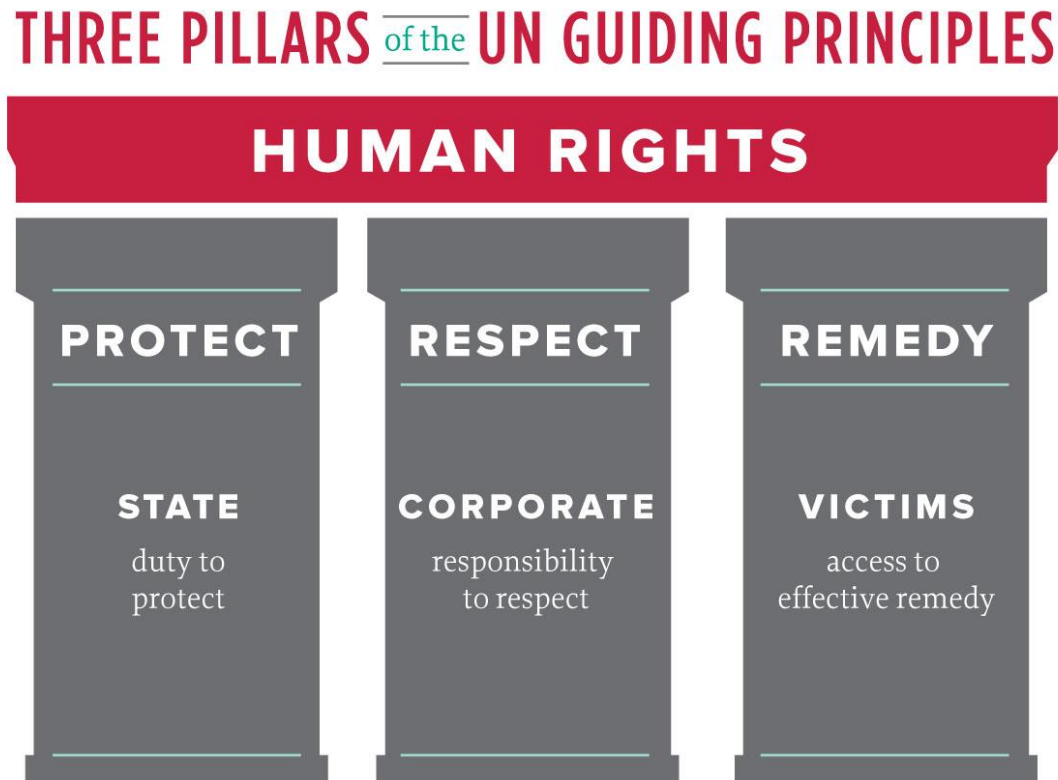 THREE PILLARS of the UN GUIDING PRINCIPLES
HUMAN RIGHTS
PROTECT
STATE
duty to
protect
RESPECT
CORPORATE
responsibility
to respect
REMEDY
VICTIMS
access to
effective remedy